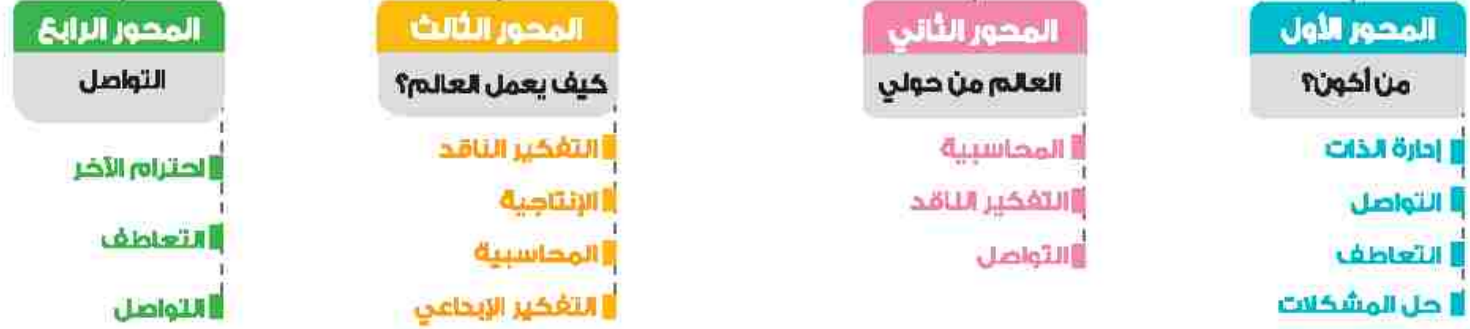 المحور الأول
من أكون؟
إدارة الذات
التواصل
التعاطف
حل المشكلات
المحور الثاني
العالم من حولي
المحاسبية
التفكير الناقد
التواصل
المحور الثالث
كيف يعمل العالم؟
التفكير الناقد
الإنتاجية
المحاسبية
التفكير الإبداعي
المحور الرابع
التواصل
احترام الآخر
التعاطف
التواصل